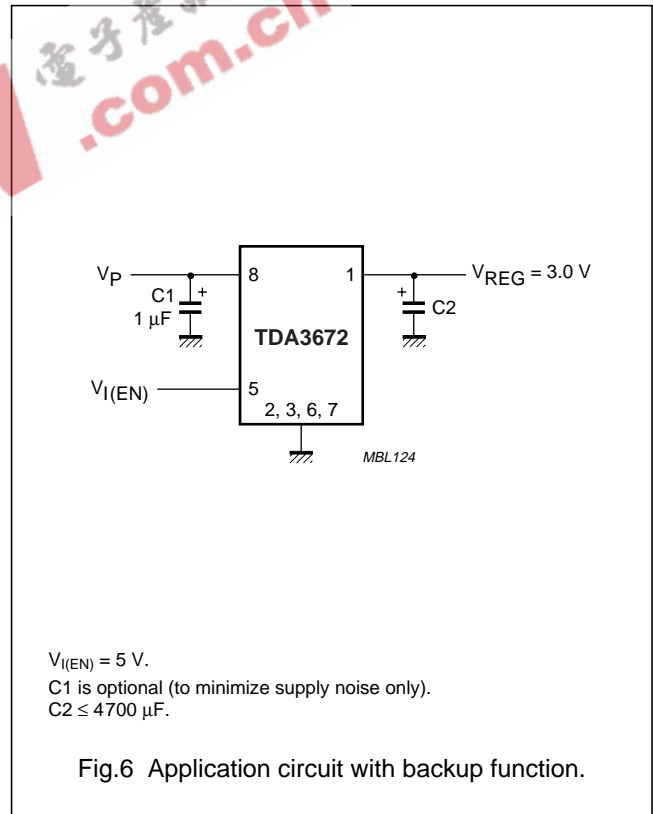 .com.cn
VP
8
1
VREG = 3.0 V
C1
+
1 μF
+
C2
TDA3672
VI(EN)
5
2, 3, 6, 7
MBL124
VI(EN) = 5 V.
C1 is optional (to minimize supply noise only).
C2 ≤ 4700 μF.
Fig.6 Application circuit with backup function.